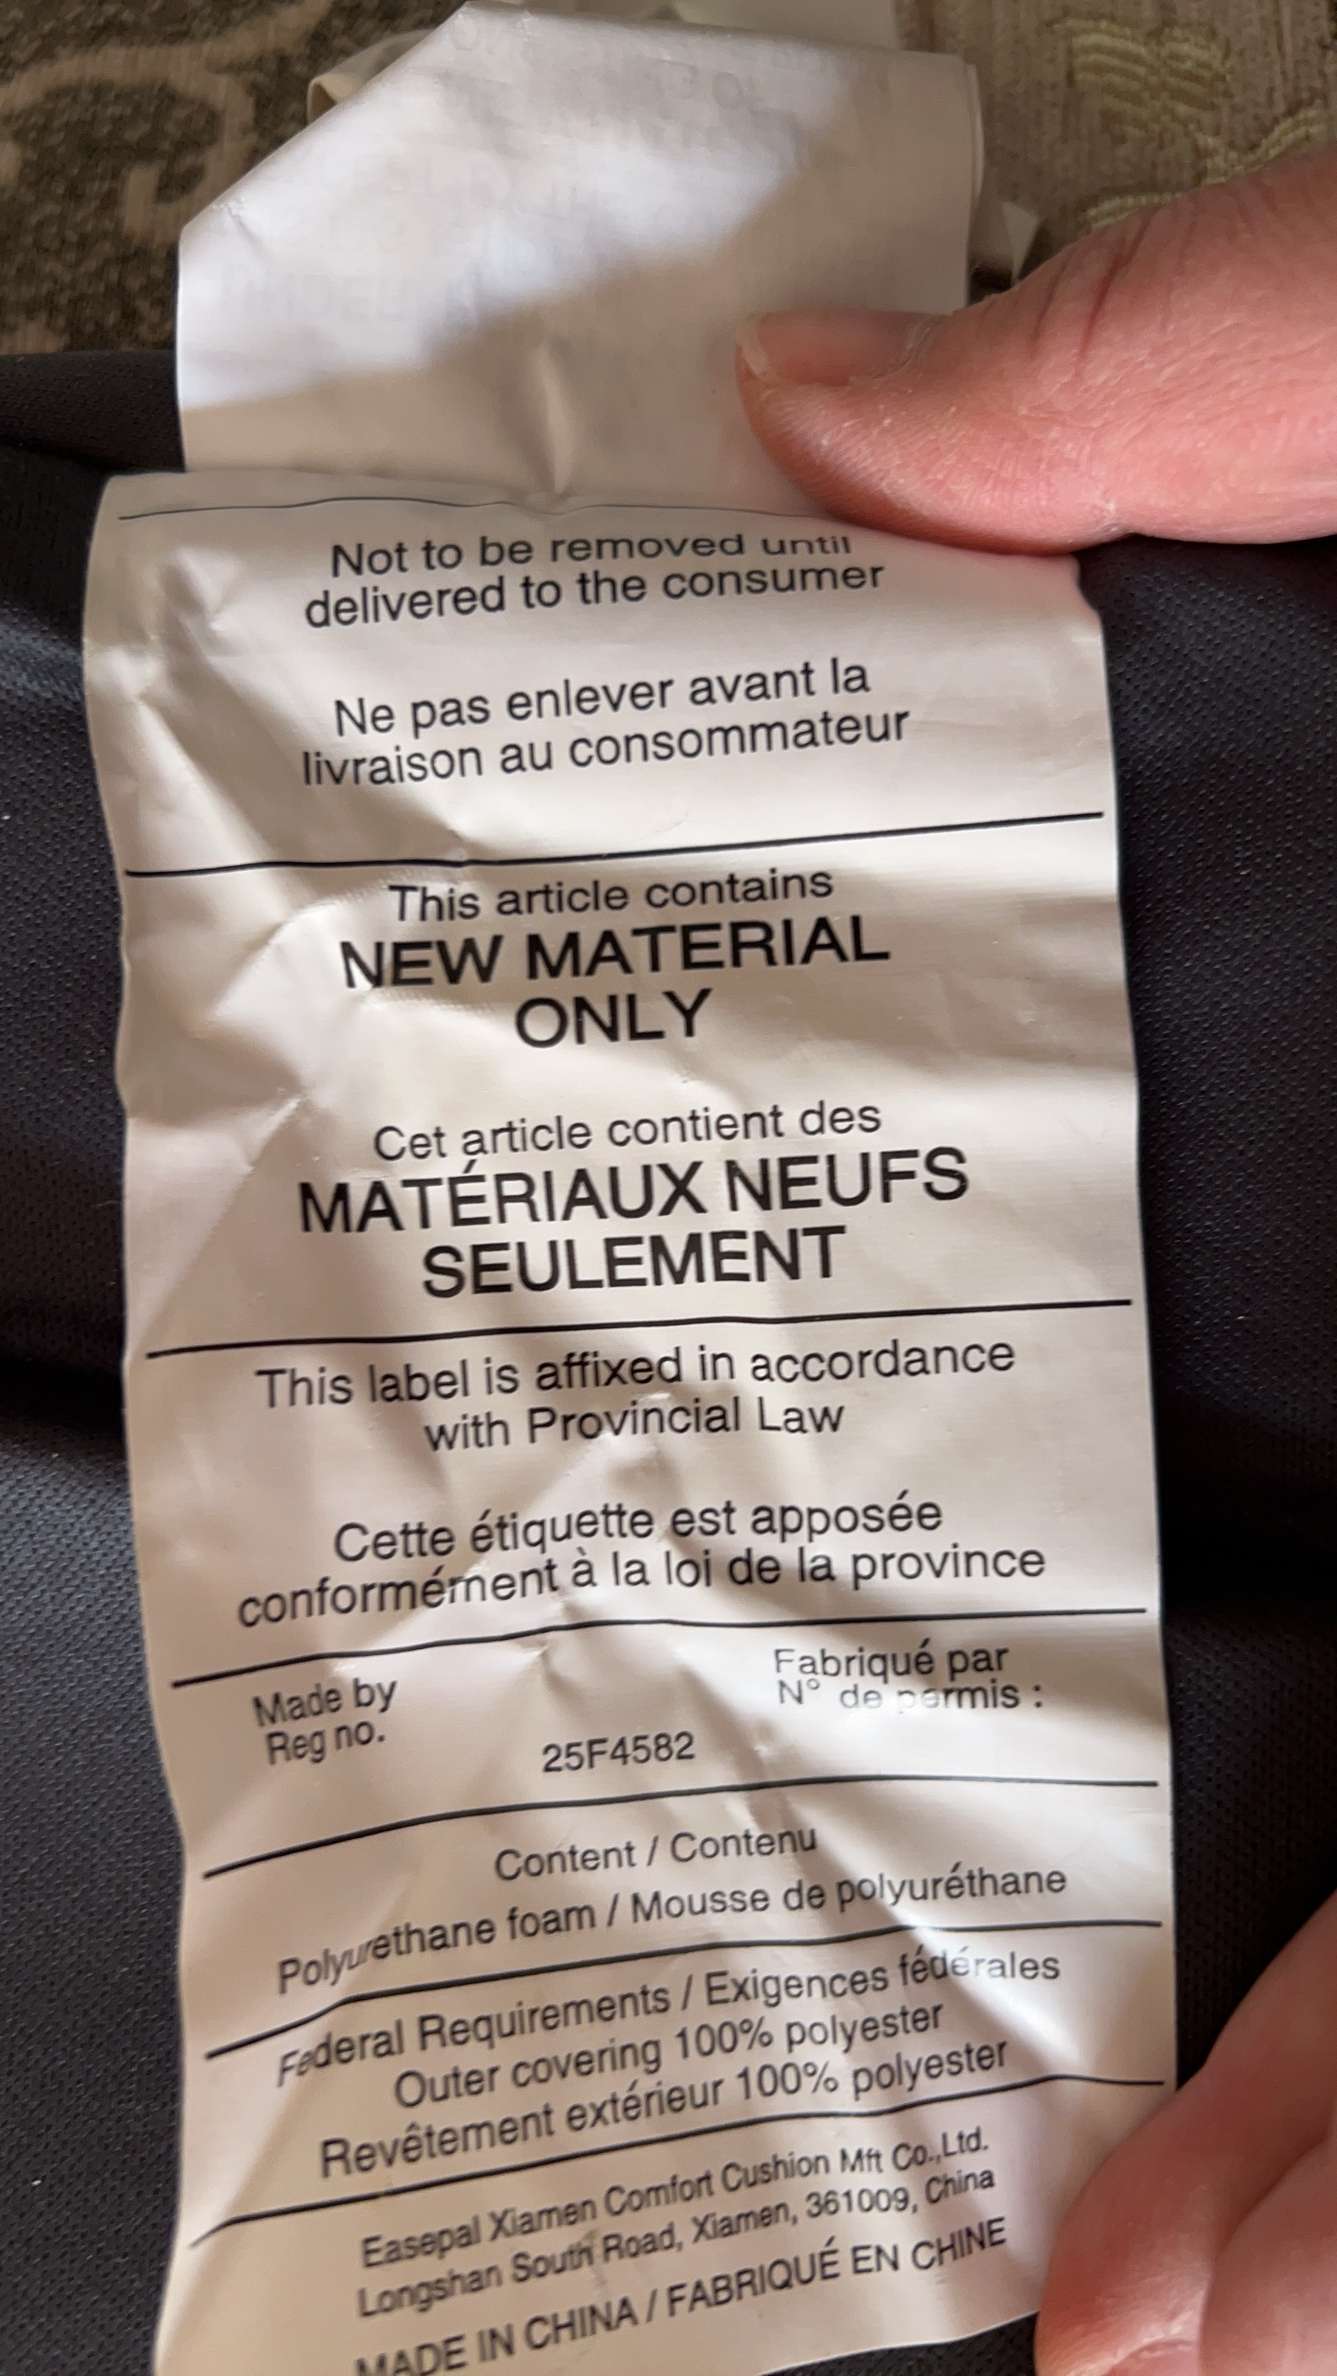 Not to be removed until
delivered to the consumer
Ne pas enlever avant la
livraison au consommateur
This article contains
NEW MATERIAL
ONLY
Cet article contient des
MATÉRIAUX NEUFS
SEULEMENT
This label is affixed in accordance
with Provincial Law
Cette étiquette est apposée
conformément à la loi de la province
Made by
Reg no.
Fabriqué par
N° de permis :
25F4582
Content / Contenu
Polyurethane foam / Mousse de polyuréthane
Federal Requirements / Exigences fédérales
Outer covering 100% polyester
Revêtement extérieur 100% polyester
Easepal Xiamen Comfort Cushion Mft Co.,Ltd.
Longshan South Road, Xiamen, 361009, China
MADE IN CHINA / FABRIQUÉ EN CHINE